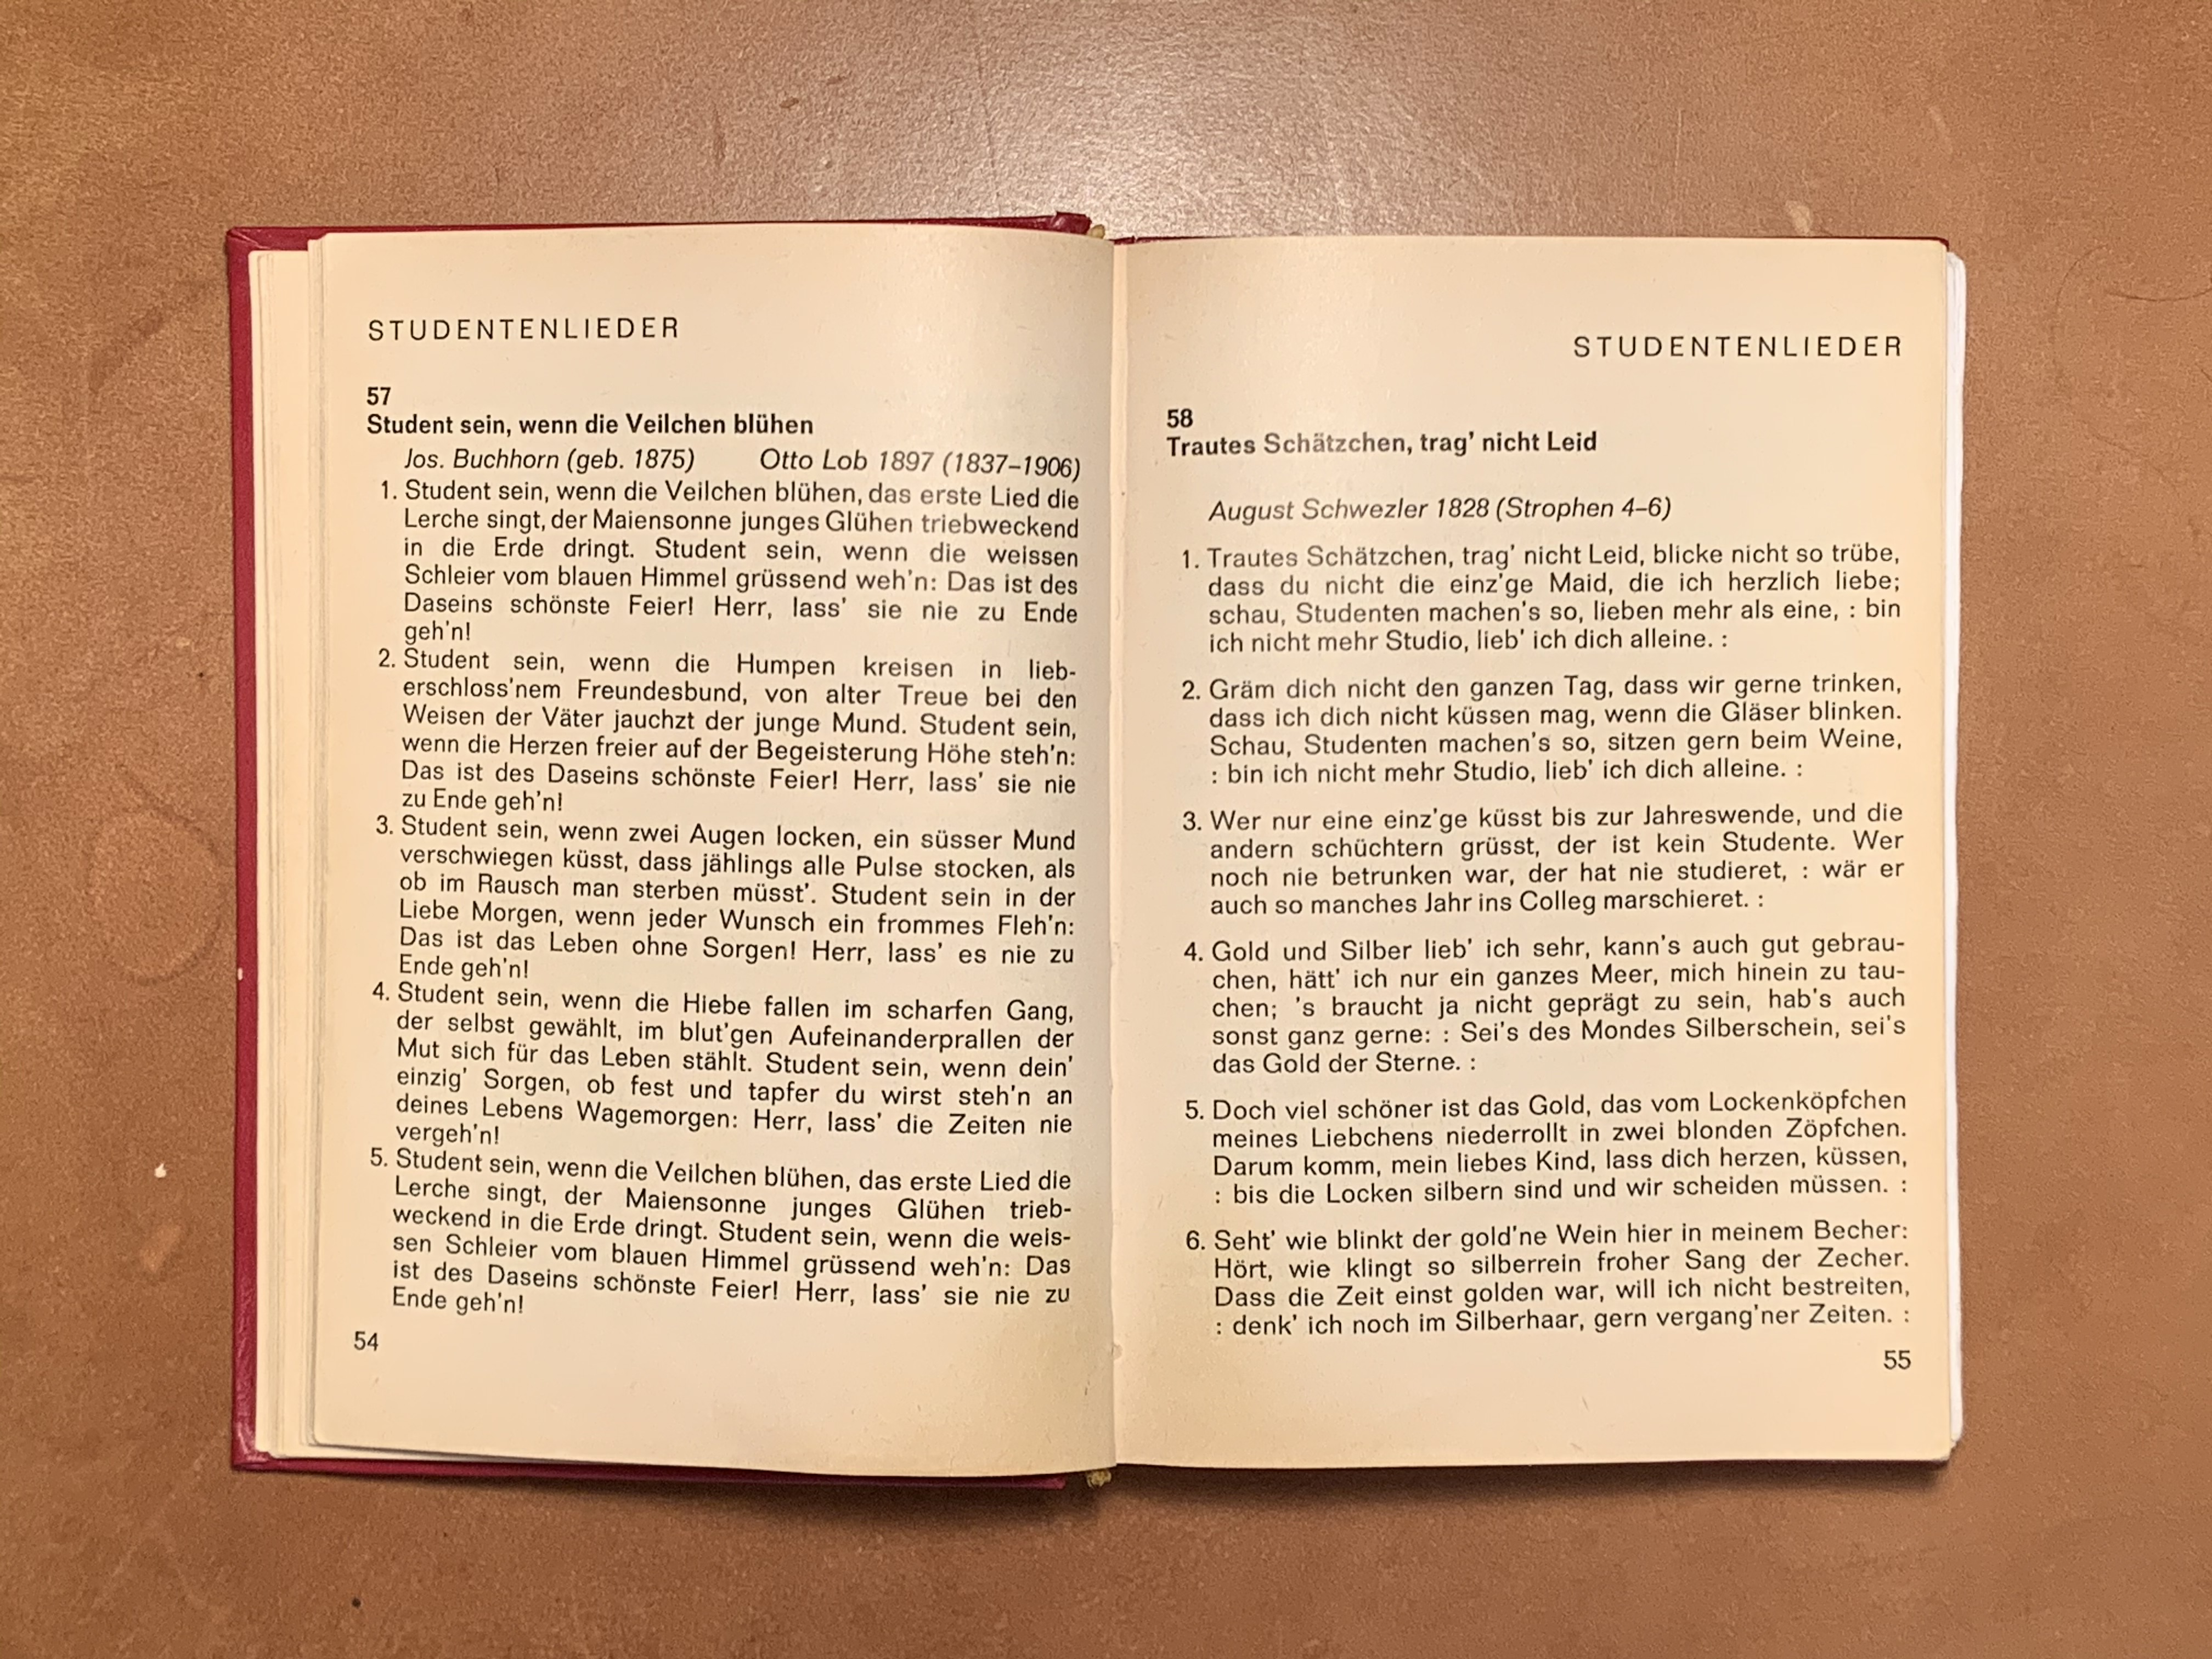 STUDENTENLIEDER
57
Student sein, wenn die Veilchen blühen
Jos. Buchhorn (geb. 1875) Otto Lob 1897 (1837–1906)
1. Student sein, wenn die Veilchen blühen, das erste Lied die
Lerche singt, der Maiensonne junges Glühen triebweckend
in die Erde dringt. Student sein, wenn die weissen
Schleier vom blauen Himmel grüssend weh'n: Das ist des
Daseins schönste Feier! Herr, lass' sie nie zu Ende
geh'n!
2. Student sein, wenn die Humpen kreisen in lieb-
erschloss'nem Freundesbund, von alter Treue bei den
Weisen der Väter jauchzt der junge Mund. Student sein,
wenn die Herzen freier auf der Begeisterung Höhe steh'n:
Das ist des Daseins schönste Feier! Herr, lass' sie nie
zu Ende geh'n!
3. Student sein, wenn zwei Augen locken, ein süsser Mund
verschwiegen küsst, dass jählings alle Pulse stocken, als
ob im Rausch man sterben müsst'. Student sein in der
Liebe Morgen, wenn jeder Wunsch ein frommes Fleh'n:
Das ist das Leben ohne Sorgen! Herr, lass' es nie zu
Ende geh'n!
4. Student sein, wenn die Hiebe fallen im scharfen Gang,
der selbst gewählt, im blut'gen Aufeinanderprallen der
Mut sich für das Leben stählt. Student sein, wenn dein'
einzig' Sorgen, ob fest und tapfer du wirst steh'n an
deines Lebens Wagemorgen: Herr, lass' die Zeiten nie
vergeh'n!
5. Student sein, wenn die Veilchen blühen, das erste Lied die
Lerche singt, der Maiensonne junges Glühen trieb-
weckend in die Erde dringt. Student sein, wenn die weis-
sen Schleier vom blauen Himmel grüssend weh'n: Das
ist des Daseins schönste Feier! Herr, lass' sie nie zu
Ende geh'n!
54
STUDENTENLIEDER
58
Trautes Schätzchen, trag' nicht Leid
August Schwezler 1828 (Strophen 4–6)
1. Trautes Schätzchen, trag' nicht Leid, blicke nicht so trübe,
dass du nicht die einz'ge Maid, die ich herzlich liebe;
schau, Studenten machen's so, lieben mehr als eine, : bin
ich nicht mehr Studio, lieb' ich dich alleine. :
2. Gräm dich nicht den ganzen Tag, dass wir gerne trinken,
dass ich dich nicht küssen mag, wenn die Gläser blinken.
Schau, Studenten machen's so, sitzen gern beim Weine,
: bin ich nicht mehr Studio, lieb' ich dich alleine. :
3. Wer nur eine einz'ge küsst bis zur Jahreswende, und die
andern schüchtern grüsst, der ist kein Studente. Wer
noch nie betrunken war, der hat nie studieret, : wär er
auch so manches Jahr ins Colleg marschieret. :
4. Gold und Silber lieb' ich sehr, kann's auch gut gebrau-
chen, hätt' ich nur ein ganzes Meer, mich hinein zu tau-
chen; 's braucht ja nicht geprägt zu sein, hab's auch
sonst ganz gerne: : Sei's des Mondes Silberschein, sei's
das Gold der Sterne. :
5. Doch viel schöner ist das Gold, das vom Lockenköpfchen
meines Liebchens niederrollt in zwei blonden Zöpfchen.
Darum komm, mein liebes Kind, lass dich herzen, küssen,
: bis die Locken silbern sind und wir scheiden müssen. :
6. Seht' wie blinkt der gold'ne Wein hier in meinem Becher:
Hört, wie klingt so silberrein froher Sang der Zecher.
Dass die Zeit einst golden war, will ich nicht bestreiten,
: denk' ich noch im Silberhaar, gern vergang'ner Zeiten. :
55